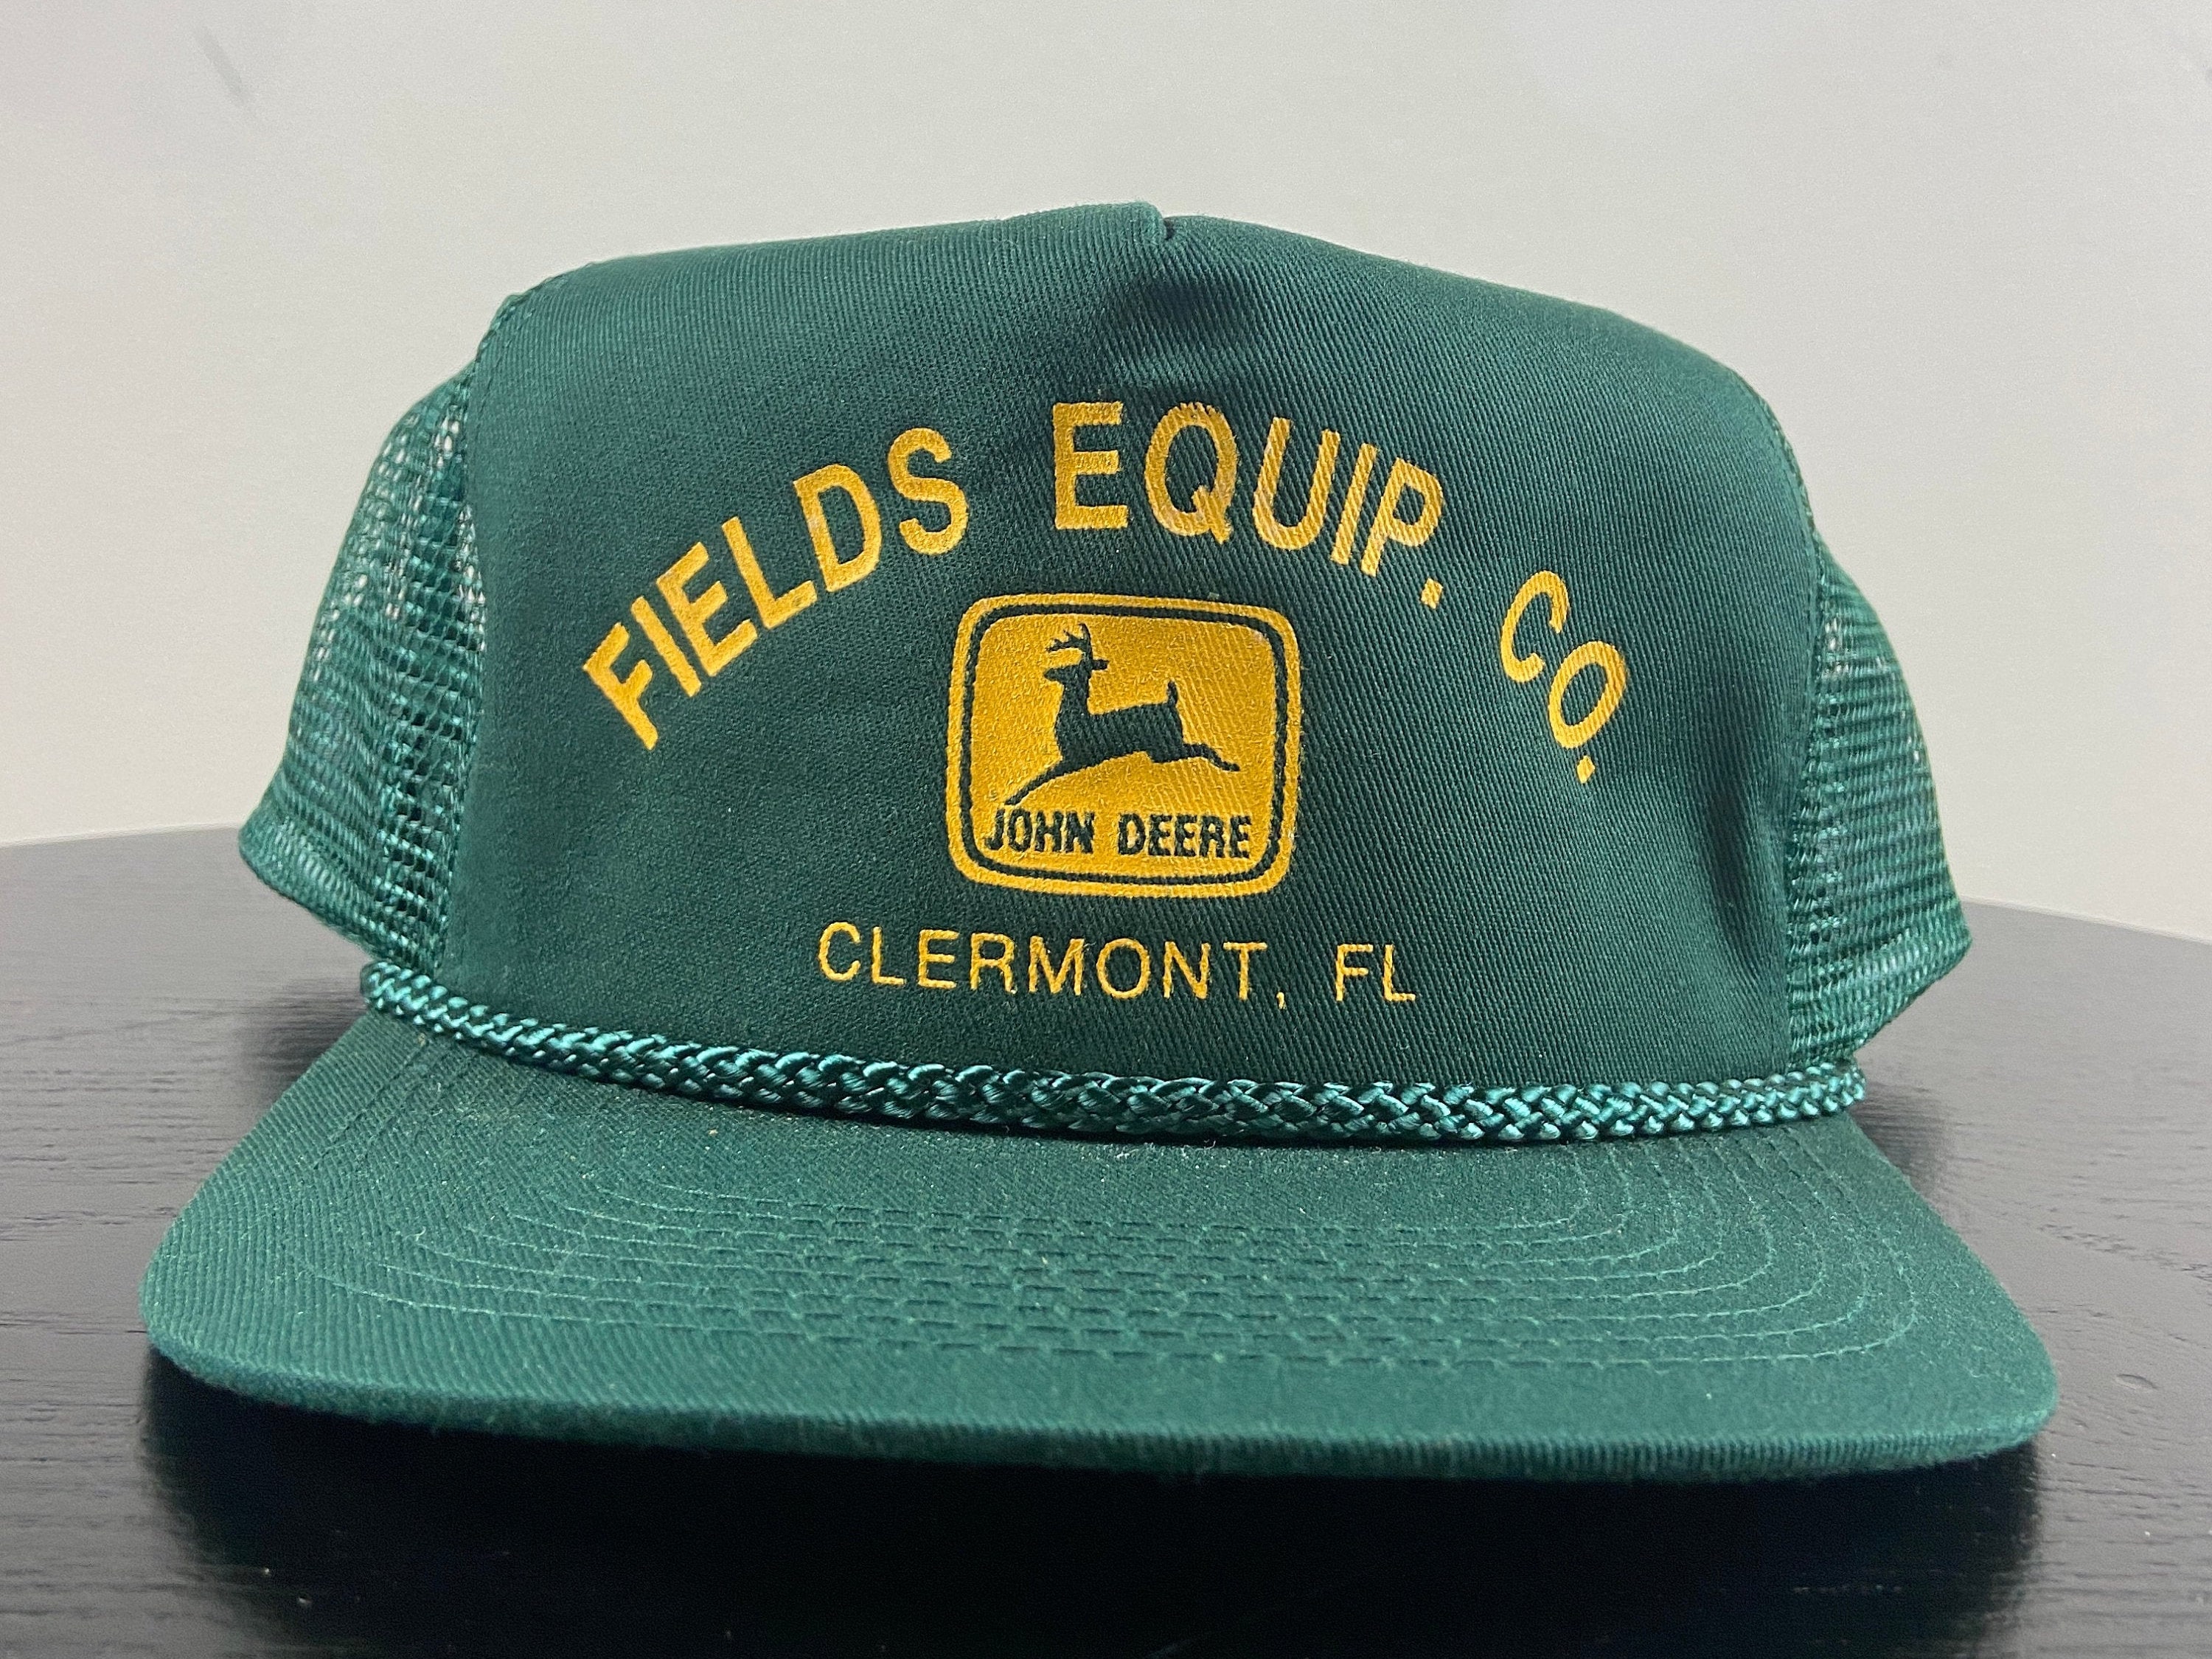 FIELDS EQUIP. CO.
JOHN DEERE
CLERMONT, FL